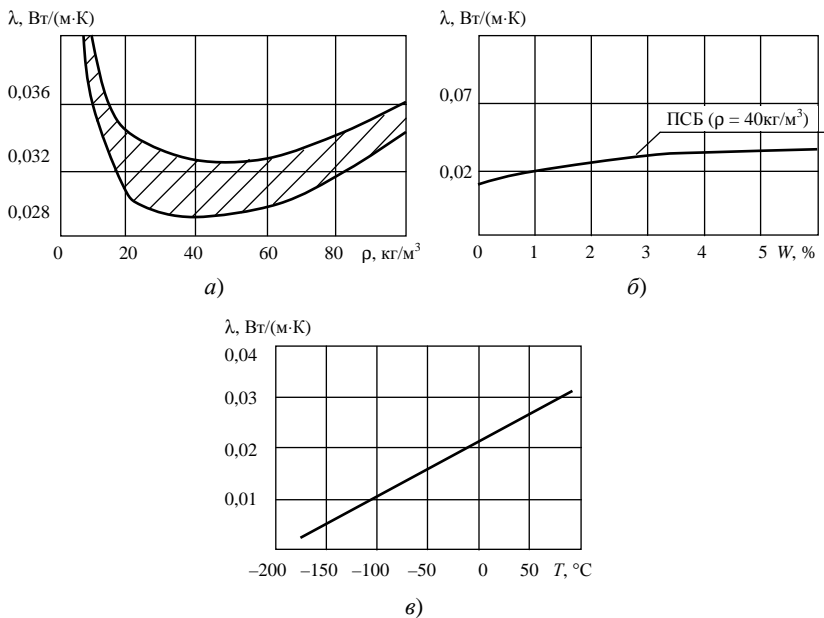 λ, Вт/(м·К)
0,036
0,032
0,028
0 20 40 60 80 ρ, кг/м³
а)
λ, Вт/(м·К)
0,07
0,02
ПСБ (ρ = 40кг/м³)
0 1 2 3 4 5 W, %
б)
λ, Вт/(м·К)
0,04
0,03
0,02
0,01
–200 –150 –100 –50 0 50 T, °C
в)